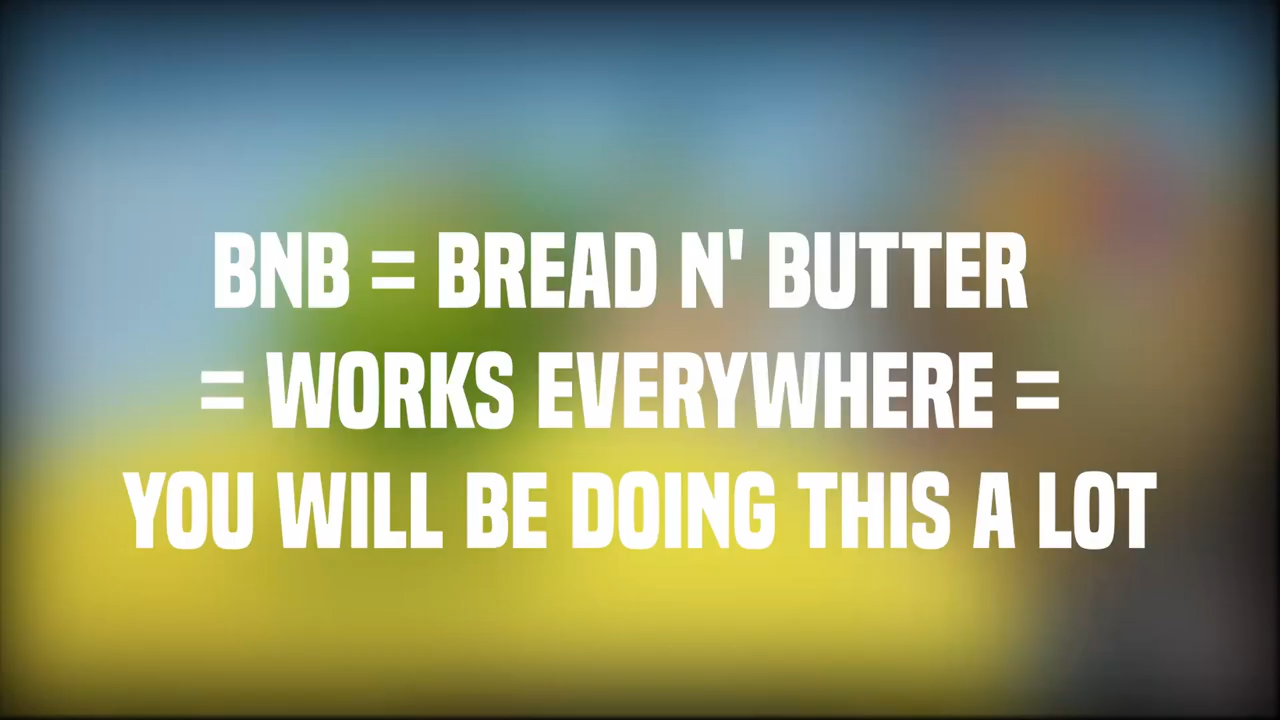 BNB = BREAD N' BUTTER
= WORKS EVERYWHERE =
YOU WILL BE DOING THIS A LOT